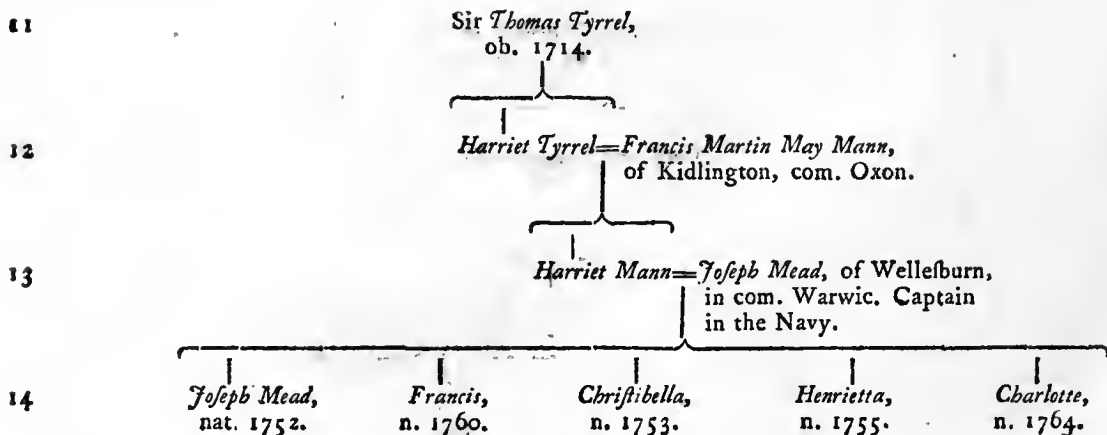 11 Sir Thomas Tyrrel,
ob. 1714.
12 Harriet Tyrrel=Francis Martin May Mann,
of Kidlington, com. Oxon.
13 Harriet Mann=Joſeph Mead, of Welleſburn,
in com. Warwic. Captain
in the Navy.
14 Joſeph Mead, Francis, Chriſtibella, Henrietta, Charlotte,
nat. 1752. n. 1760. n. 1753. n. 1755. n. 1764.